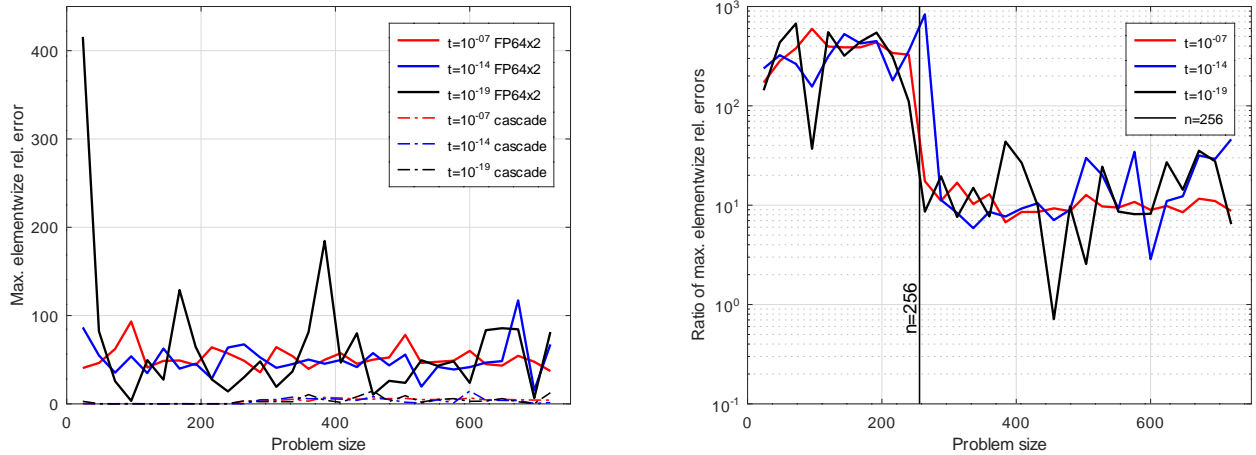 Max. elementwize rel. error
400
300
200
100
0
0
200
400
600
Problem size
t=10^-07 FP64x2
t=10^-14 FP64x2
t=10^-19 FP64x2
t=10^-07 cascade
t=10^-14 cascade
t=10^-19 cascade
Ratio of max. elementwize rel. errors
10^3
10^2
10^1
10^0
10^-1
0
200
400
600
Problem size
n=256
t=10^-07
t=10^-14
t=10^-19
n=256